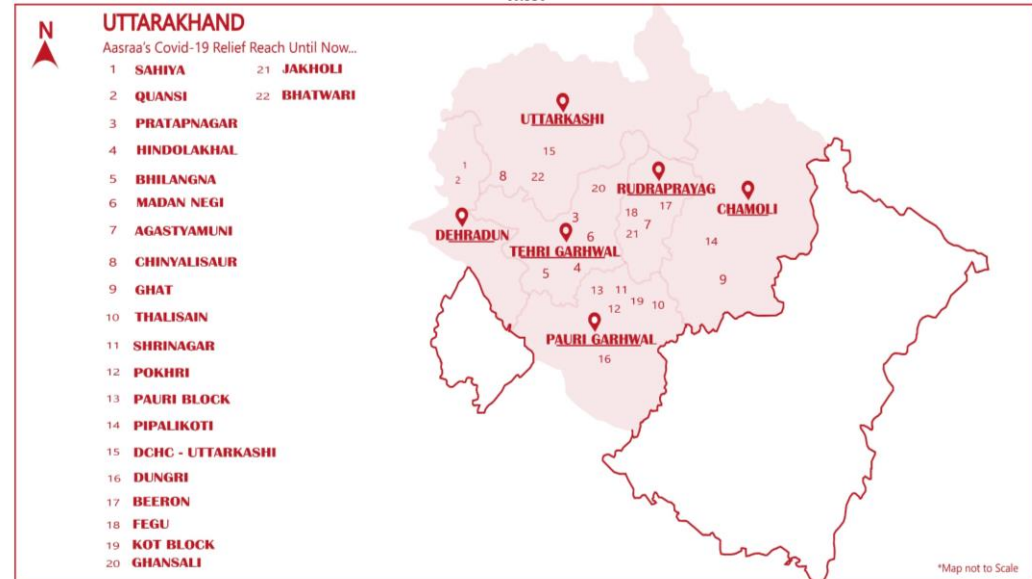 N
UTTARAKHAND
Aasraa's Covid-19 Relief Reach Until Now...
1 SAHIYA
2 QUANSI
3 PRATAPNAGAR
4 HINDOLAKHAL
5 BHILANGNA
6 MADAN NEGI
7 AGASTYAMUNI
8 CHINYALISAUR
9 GHAT
10 THALISAIN
11 SHRINAGAR
12 POKHRI
13 PAURI BLOCK
14 PIPALIKOTI
15 DCHC - UTTARKASHI
16 DUNGRI
17 BEERON
18 FEGU
19 KOT BLOCK
20 GHANSALI
21 JAKHOLI
22 BHATWARI
UTTARKASHI
15
1
2
8
22
20
RUDRAPRAYAG
18
17
7
21
CHAMOLI
14
9
DEHRADUN
3
6
TEHRI GARHWAL
5
4
13
11
12
19
10
PAURI GARHWAL
16
*Map not to Scale